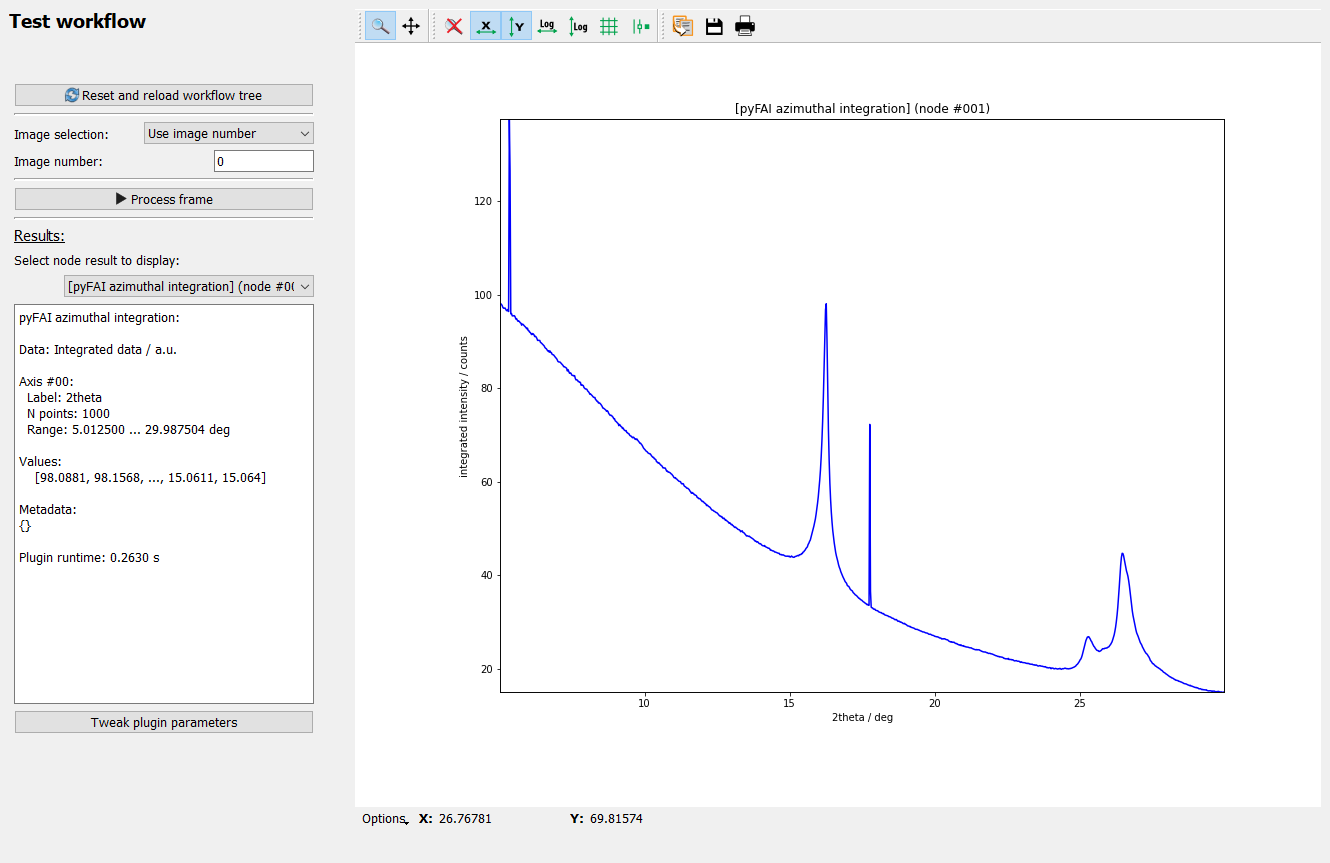 Test workflow
Reset and reload workflow tree
Image selection:
Use image number
Image number:
0
Process frame
Results:
Select node result to display:
[pyFAI azimuthal integration] (node #00
pyFAI azimuthal integration:
Data: Integrated data / a.u.
Axis #00:
Label: 2theta
N points: 1000
Range: 5.012500 ... 29.987504 deg
Values:
[98.0881, 98.1568, ..., 15.0611, 15.064]
Metadata:
{}
Plugin runtime: 0.2630 s
Tweak plugin parameters
X
Y
Log
Log
[pyFAI azimuthal integration] (node #001)
integrated intensity / counts
120
100
80
60
40
20
10
15
20
25
2theta / deg
Options
X: 26.76781
Y: 69.81574